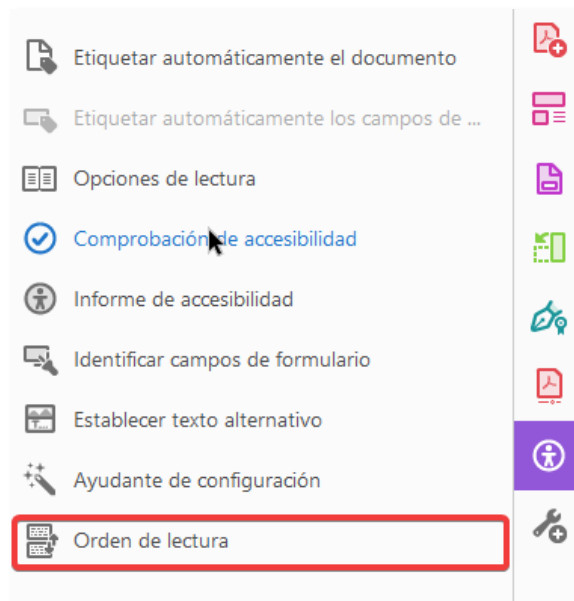 Etiquetar automáticamente el documento
Etiquetar automáticamente los campos de ...
Opciones de lectura
Comprobación de accesibilidad
Informe de accesibilidad
Identificar campos de formulario
Establecer texto alternativo
Ayudante de configuración
Orden de lectura